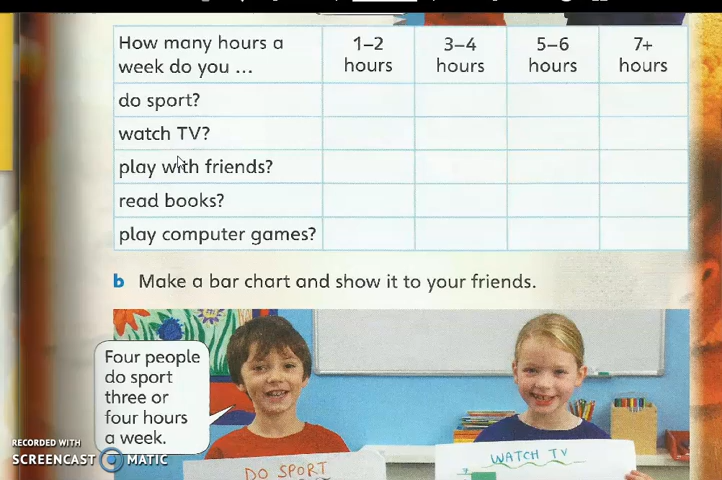 How many hours a week do you ...
1–2 hours
3–4 hours
5–6 hours
7+ hours
do sport?
watch TV?
play with friends?
read books?
play computer games?
b Make a bar chart and show it to your friends.
Four people
do sport
three or
four hours
a week.
DO SPORT
WATCH TV
RECORDED WITH
SCREENCAST MATIC